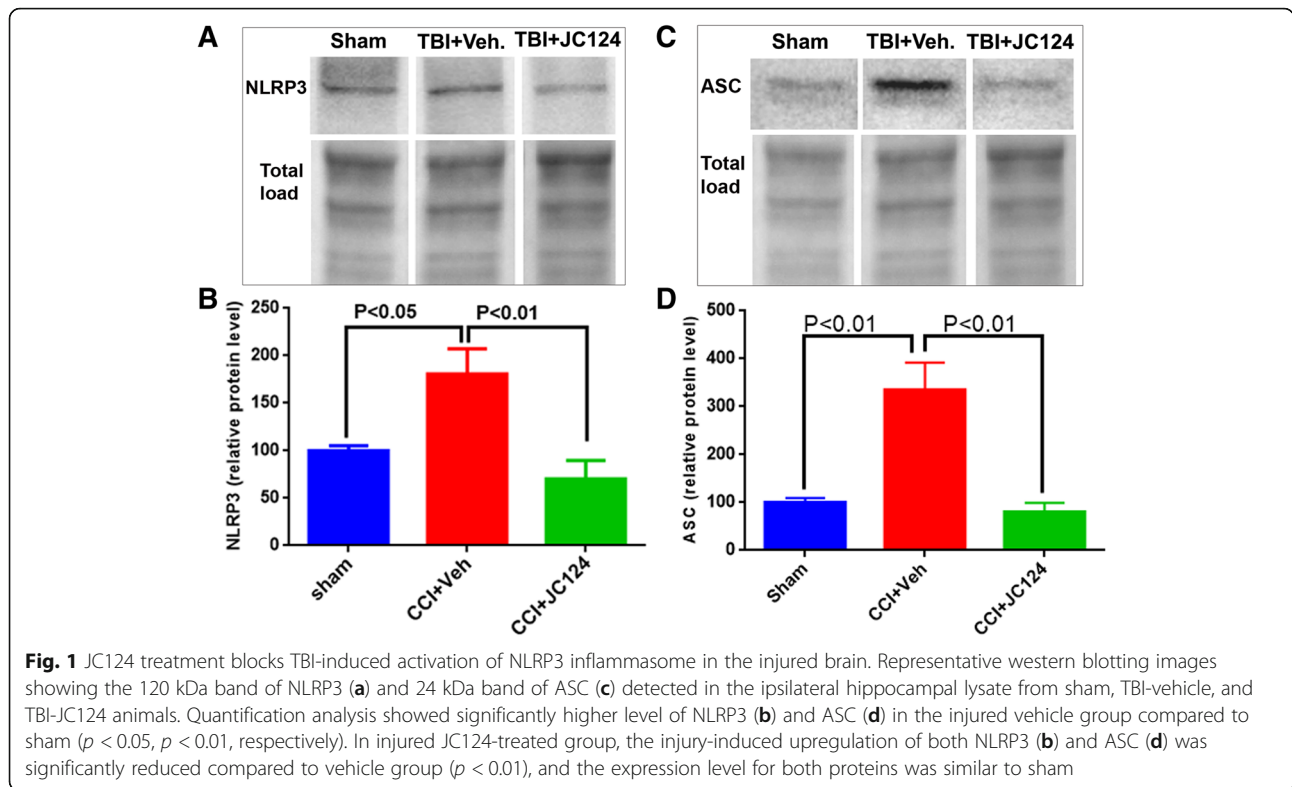 A
Sham TBI+Veh. TBI+JC124
NLRP3
Total
load
C
Sham TBI+Veh. TBI+JC124
ASC
Total
load
B
NLRP3 (relative protein level)
250
200
150
100
50
0
P<0.05 P<0.01
sham CCI+Veh CCI+JC124
D
ASC (relative protein level)
500
400
300
200
100
0
P<0.01 P<0.01
Sham CCI+Veh CCI+JC124
Fig. 1 JC124 treatment blocks TBI-induced activation of NLRP3 inflammasome in the injured brain. Representative western blotting images
showing the 120 kDa band of NLRP3 (a) and 24 kDa band of ASC (c) detected in the ipsilateral hippocampal lysate from sham, TBI-vehicle, and
TBI-JC124 animals. Quantification analysis showed significantly higher level of NLRP3 (b) and ASC (d) in the injured vehicle group compared to
sham (p < 0.05, p < 0.01, respectively). In injured JC124-treated group, the injury-induced upregulation of both NLRP3 (b) and ASC (d) was
significantly reduced compared to vehicle group (p < 0.01), and the expression level for both proteins was similar to sham